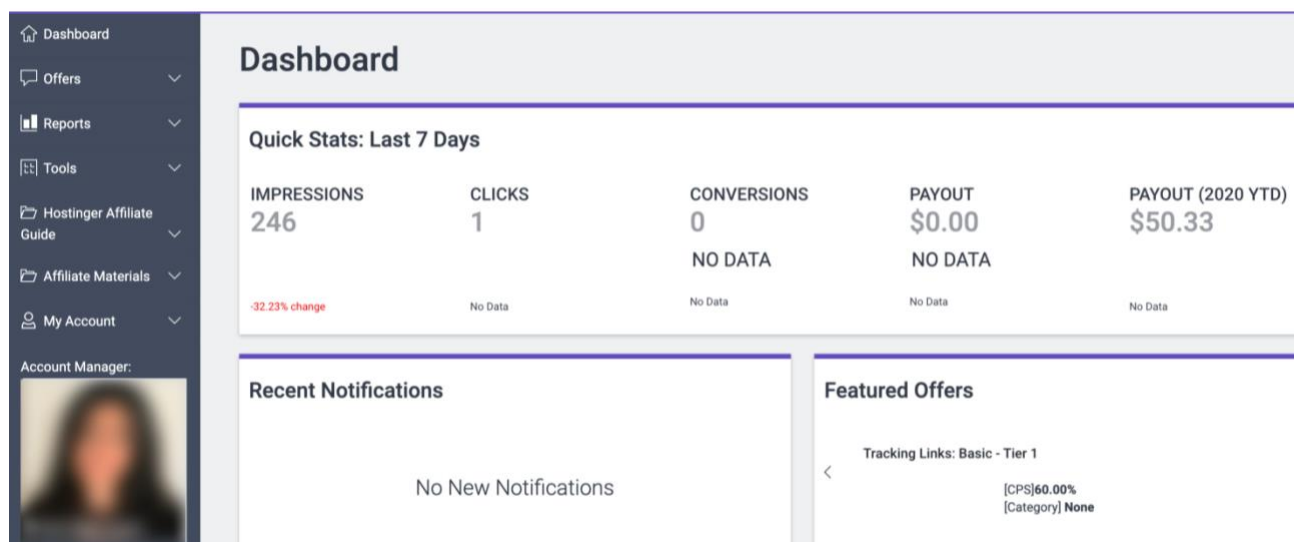 Dashboard
Offers
Reports
Tools
Hostinger Affiliate
Guide
Affiliate Materials
My Account
Account Manager:
Dashboard
Quick Stats: Last 7 Days
IMPRESSIONS
246
-32.23% change
CLICKS
1
No Data
CONVERSIONS
0
NO DATA
No Data
PAYOUT
$0.00
NO DATA
No Data
PAYOUT (2020 YTD)
$50.33
No Data
Recent Notifications
No New Notifications
Featured Offers
Tracking Links: Basic - Tier 1
[CPS]60.00%
[Category] None